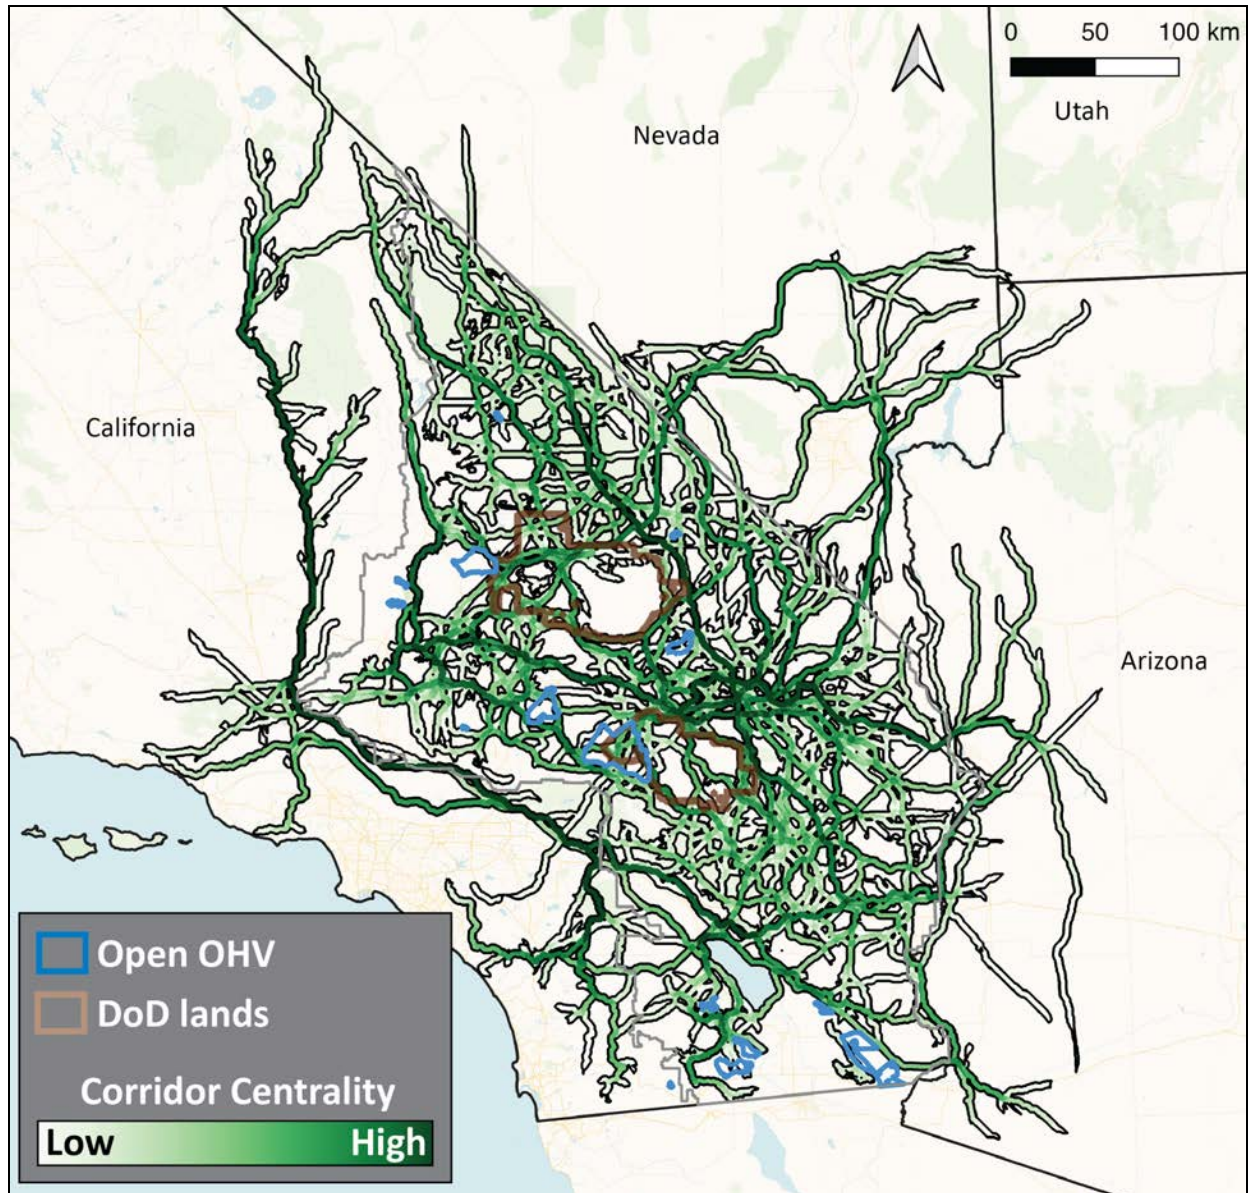 0 50 100 km
Utah
Nevada
California
Arizona
Open OHV
DoD lands
Corridor Centrality
Low High